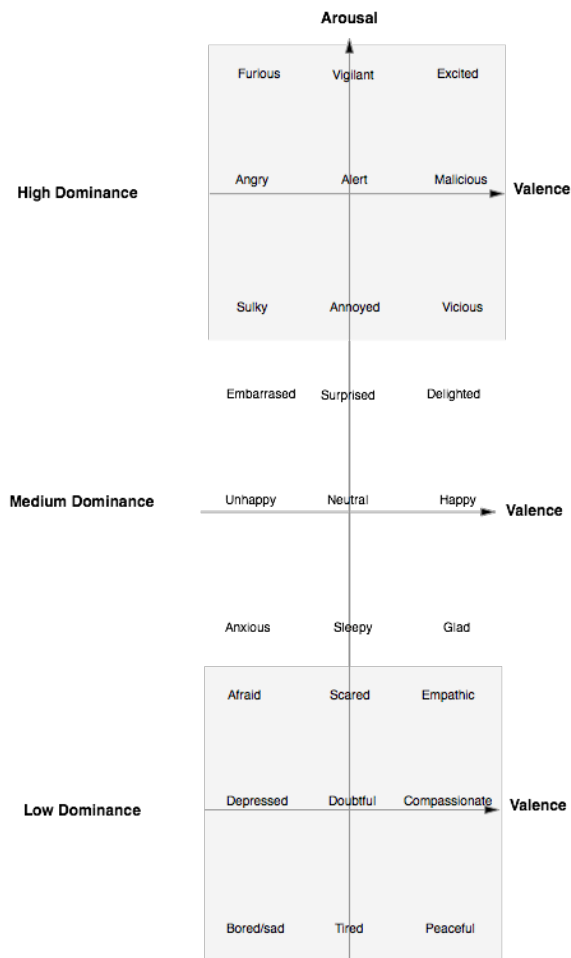 Arousal
Furious Vigilant Excited
Angry Alert Malicious
High Dominance Valence
Sulky Annoyed Vicious
Embarrased Surprised Delighted
Medium Dominance Unhappy Neutral Happy
Valence
Anxious Sleepy Glad
Afraid Scared Empathic
Depressed Doubtful Compassionate
Low Dominance Valence
Bored/sad Tired Peaceful